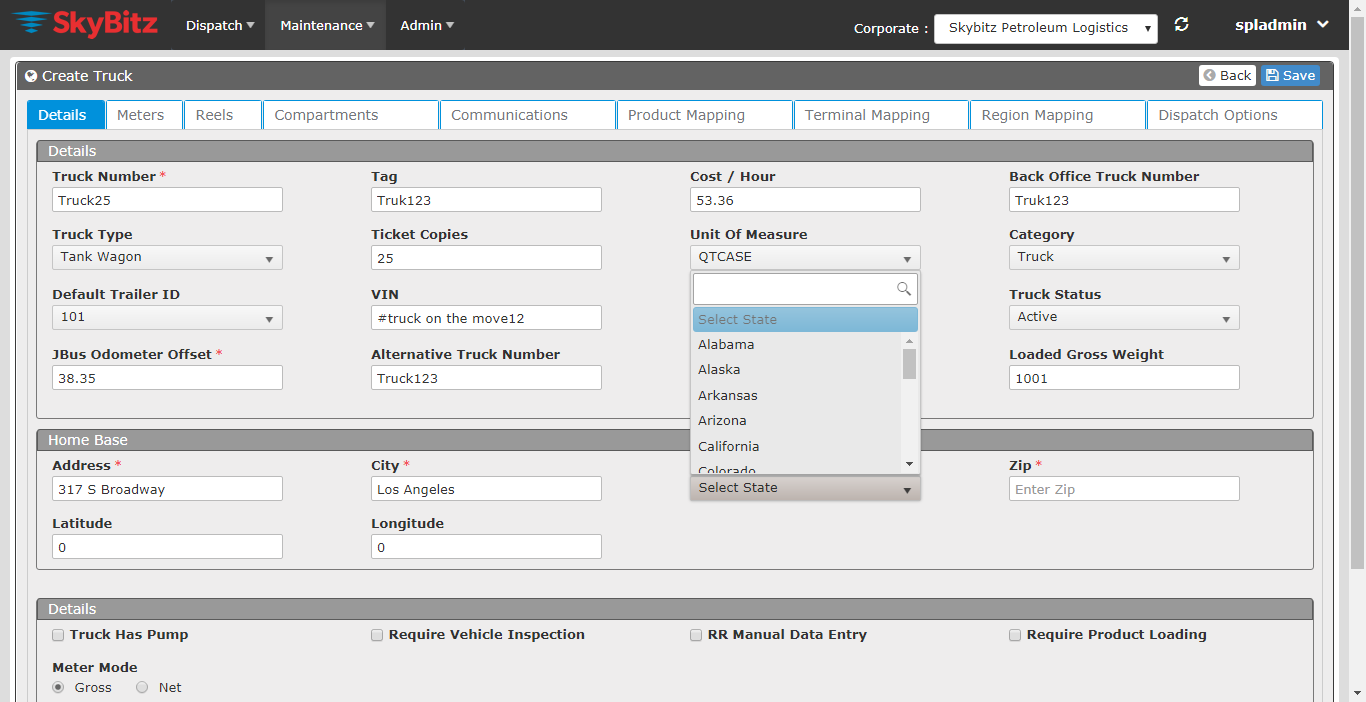 SkyBitz Dispatch Maintenance Admin Corporate : Skybitz Petroleum Logistics spladmin
Create Truck Back Save
Details Meters Reels Compartments Communications Product Mapping Terminal Mapping Region Mapping Dispatch Options
Details
Truck Number * Tag Cost / Hour Back Office Truck Number
Truck25 Truk123 53.36 Truk123
Truck Type Ticket Copies Unit Of Measure Category
Tank Wagon 25 QTCASE Truck
Default Trailer ID VIN Truck Status
101 #truck on the move12 Active
Select State
Alabama
JBus Odometer Offset * Alternative Truck Number Loaded Gross Weight
38.35 Truck123 1001
Alaska
Arkansas
Arizona
California
Colorado
Home Base
Address * City * Zip *
317 S Broadway Los Angeles Select State Enter Zip
Latitude Longitude
0 0
Details
Truck Has Pump Require Vehicle Inspection RR Manual Data Entry Require Product Loading
Meter Mode
Gross Net